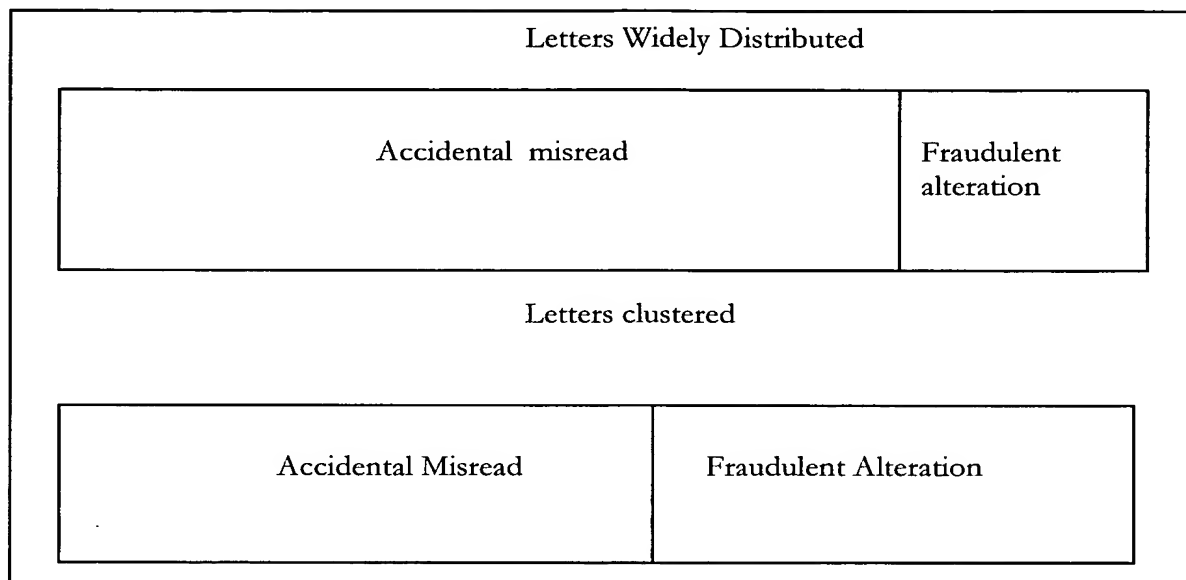 Letters Widely Distributed
Accidental misread
Fraudulent
alteration
Letters clustered
Accidental Misread
Fraudulent Alteration